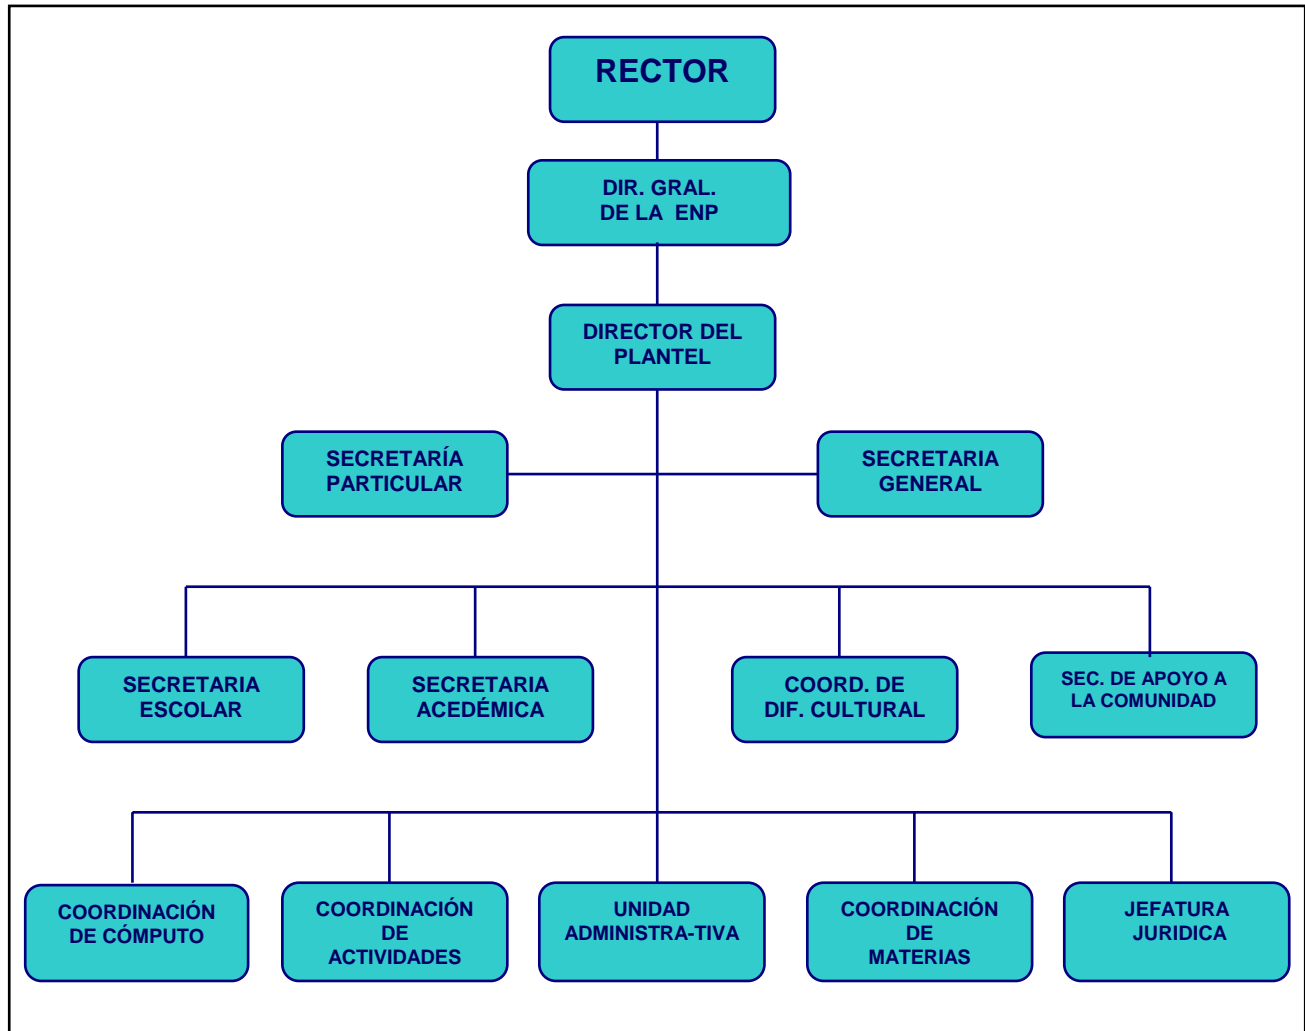 RECTOR
DIR. GRAL.
DE LA ENP
DIRECTOR DEL
PLANTEL
SECRETARÍA
PARTICULAR
SECRETARIA
GENERAL
SECRETARIA
ESCOLAR
SECRETARIA
ACEDÉMICA
COORD. DE
DIF. CULTURAL
SEC. DE APOYO A
LA COMUNIDAD
COORDINACIÓN
DE CÓMPUTO
COORDINACIÓN
DE
ACTIVIDADES
UNIDAD
ADMINISTRA-TIVA
COORDINACIÓN
DE
MATERIAS
JEFATURA
JURIDICA